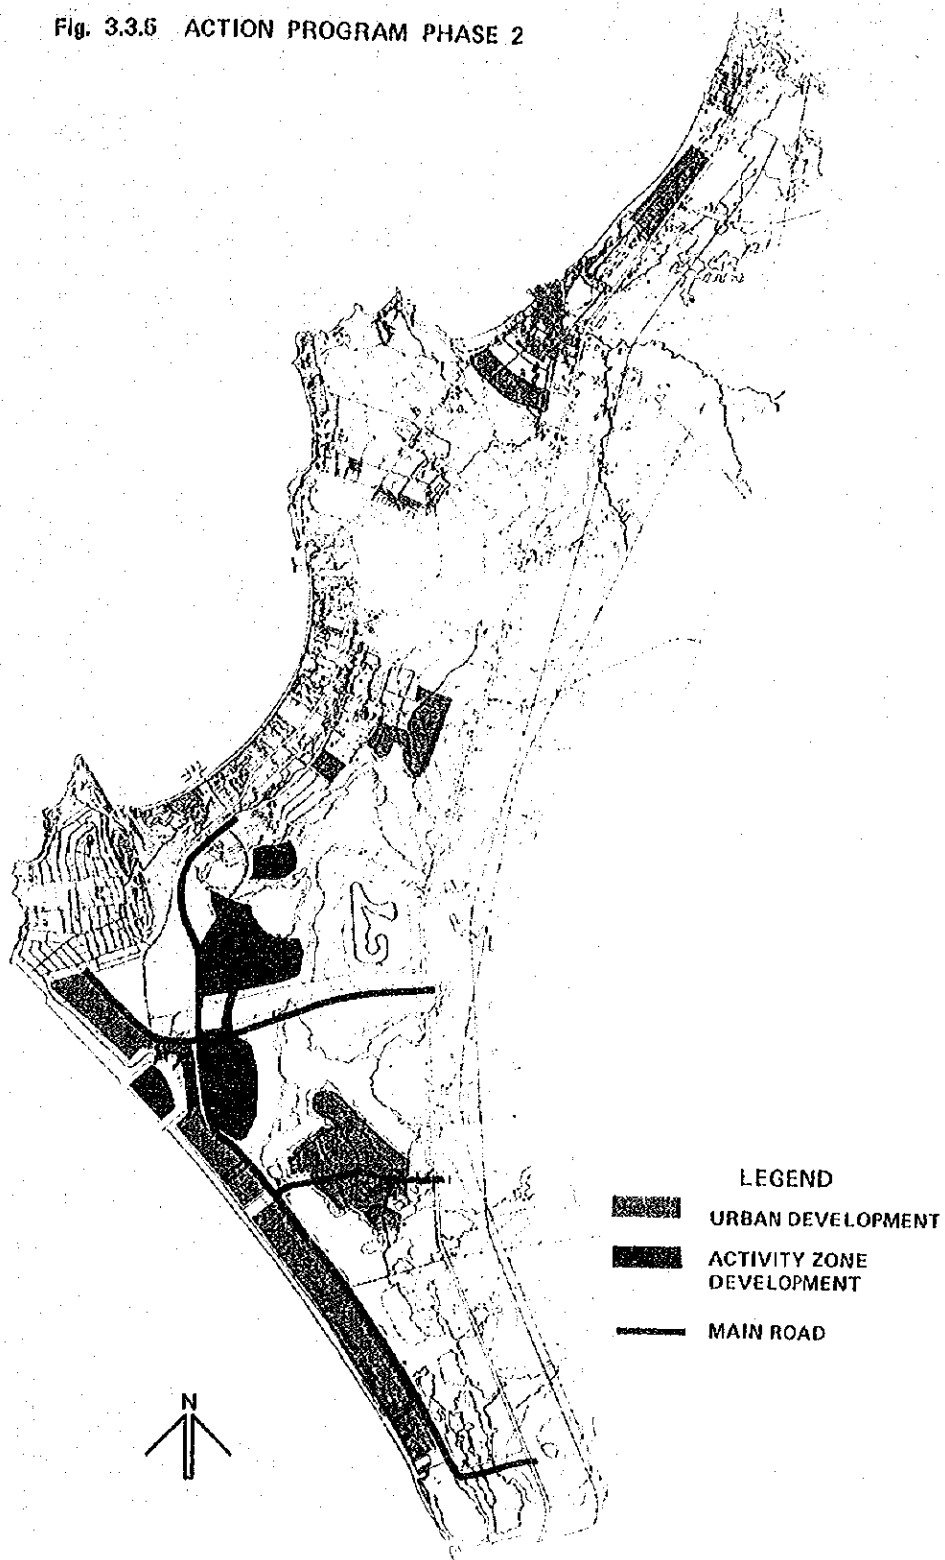 Fig. 3.3.6 ACTION PROGRAM PHASE 2
LEGEND
URBAN DEVELOPMENT
ACTIVITY ZONE
DEVELOPMENT
MAIN ROAD
N